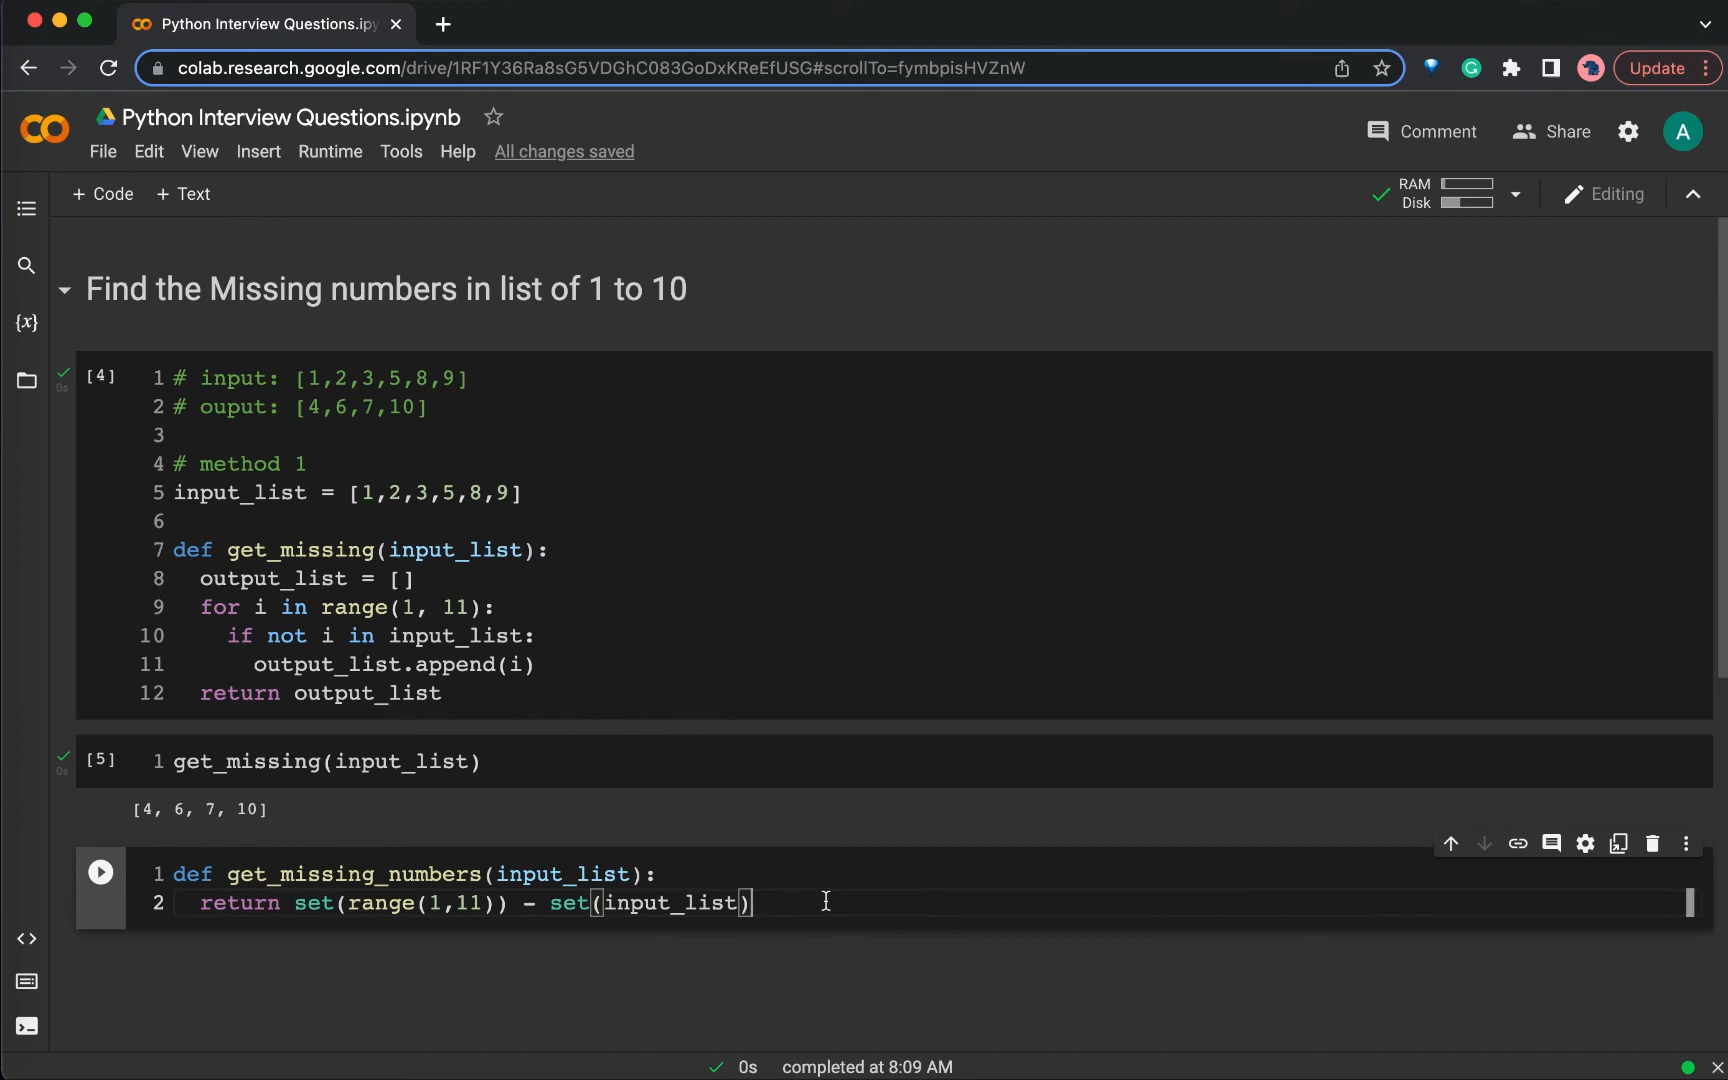 Python Interview Questions.ipy
colab.research.google.com/drive/1RF1Y36Ra8sG5VDGhC083GoDxKReEfUSG#scrollTo=fymbpisHVZnW
Update
Python Interview Questions.ipynb
Comment
Share
A
File Edit View Insert Runtime Tools Help All changes saved
+ Code + Text
RAM
Disk
Editing
Find the Missing numbers in list of 1 to 10
{x}
0s
[4]
1 # input: [1,2,3,5,8,9]
2 # ouput: [4,6,7,10]
3
4 # method 1
5 input_list = [1,2,3,5,8,9]
6
7 def get_missing(input_list):
8 output_list = []
9 for i in range(1, 11):
10 if not i in input_list:
11 output_list.append(i)
12 return output_list
0s
[5]
1 get_missing(input_list)
[4, 6, 7, 10]
1 def get_missing_numbers(input_list):
2 return set(range(1,11)) - set(input_list)
0s completed at 8:09 AM